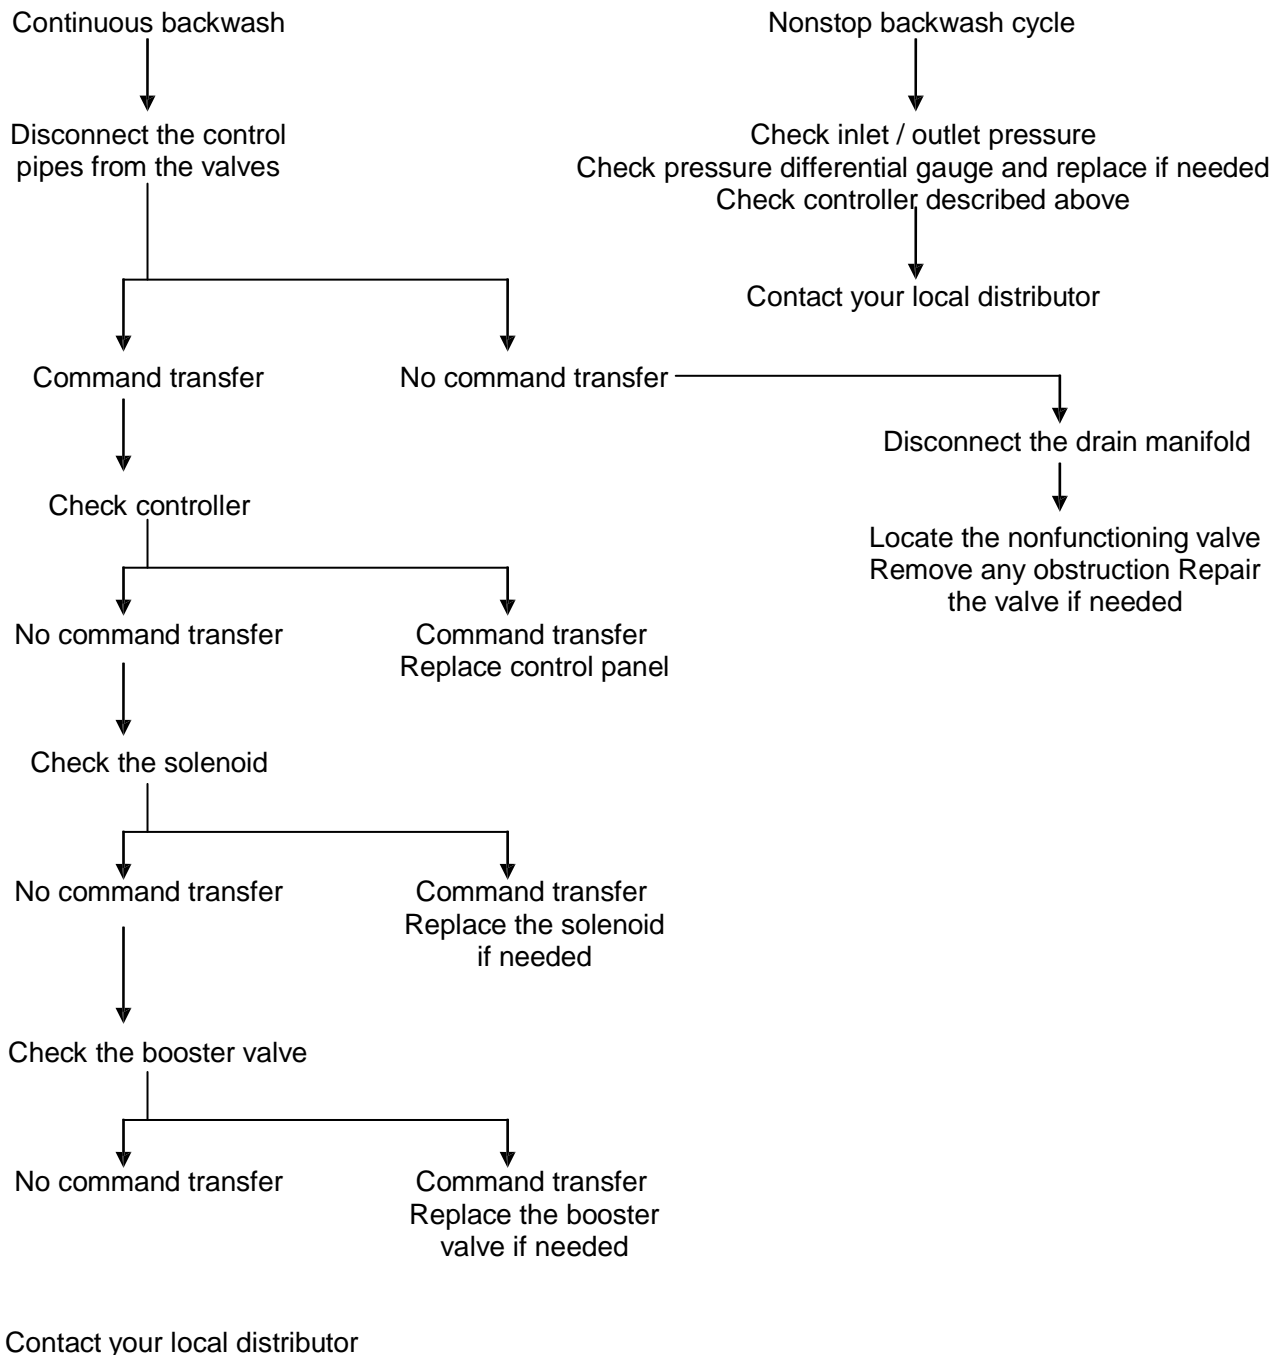 Continuous backwash
Disconnect the control
pipes from the valves
Nonstop backwash cycle
Check inlet / outlet pressure
Check pressure differential gauge and replace if needed
Check controller described above
Contact your local distributor
Command transfer
No command transfer
Disconnect the drain manifold
Locate the nonfunctioning valve
Remove any obstruction Repair
the valve if needed
Check controller
No command transfer
Command transfer
Replace control panel
Check the solenoid
No command transfer
Command transfer
Replace the solenoid
if needed
Check the booster valve
No command transfer
Command transfer
Replace the booster
valve if needed
Contact your local distributor